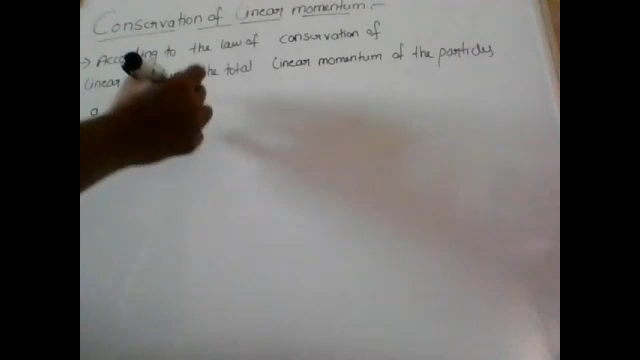 Conservation of Linear momentum:-
→ According to the law of conservation of
Linear the total Linear momentum of the particles